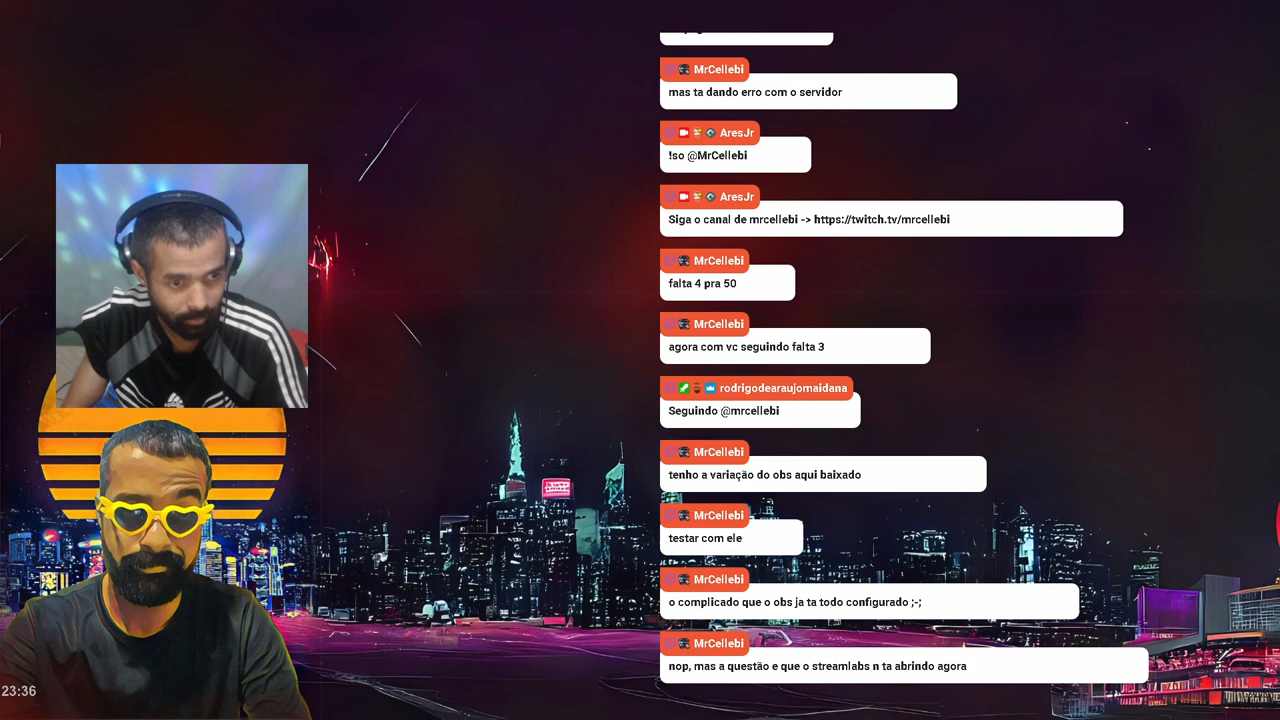 MrCellebi
mas ta dando erro com o servidor
AresJr
!so @MrCellebi
AresJr
Siga o canal de mrcellebi -> https://twitch.tv/mrcellebi
MrCellebi
falta 4 pra 50
MrCellebi
agora com vc seguindo falta 3
rodrigodearaujomaidana
Seguindo @mrcellebi
MrCellebi
tenho a variação do obs aqui baixado
MrCellebi
testar com ele
MrCellebi
o complicado que o obs ja ta todo configurado ;-;
MrCellebi
nop, mas a questão e que o streamlabs n ta abrindo agora
23:36